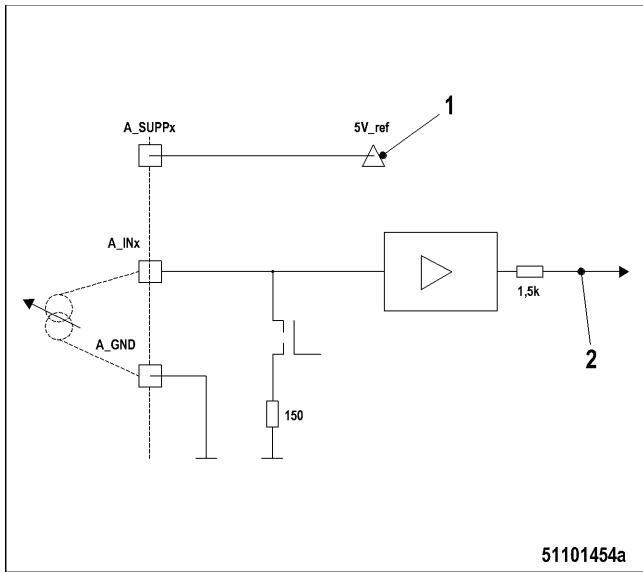 1
A_SUPPx
5V_ref
A_INx
A_GND
1,5k
2
150
51101454a